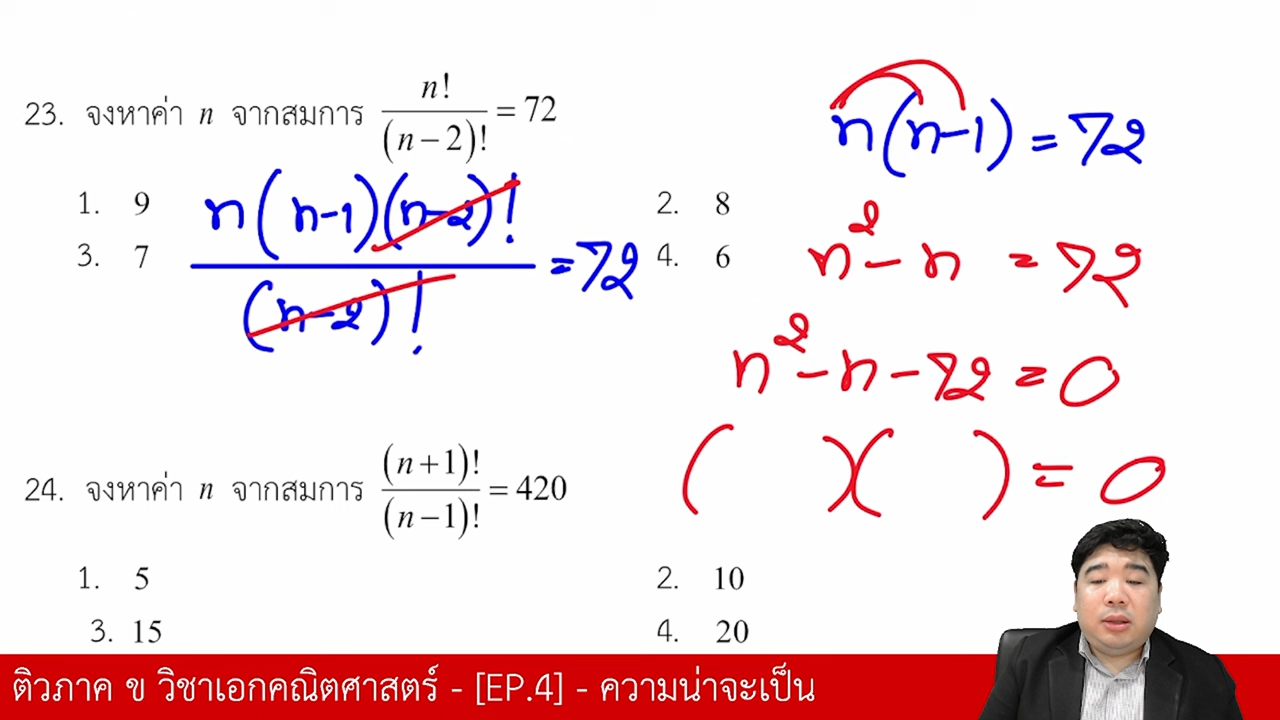 23. จงหาค่า n จากสมการ n!/(n−2)! = 72
1. 9
2. 8
3. 7
4. 6
n(n-1)(n-2)!/(n-2)! = 72
n(n-1) = 72
n² - n = 72
n² - n - 72 = 0
( )( ) = 0
24. จงหาค่า n จากสมการ (n+1)!/(n−1)! = 420
1. 5
2. 10
3. 15
4. 20
ติวภาค ข วิชาเอกคณิตศาสตร์ - [EP.4] - ความน่าจะเป็น